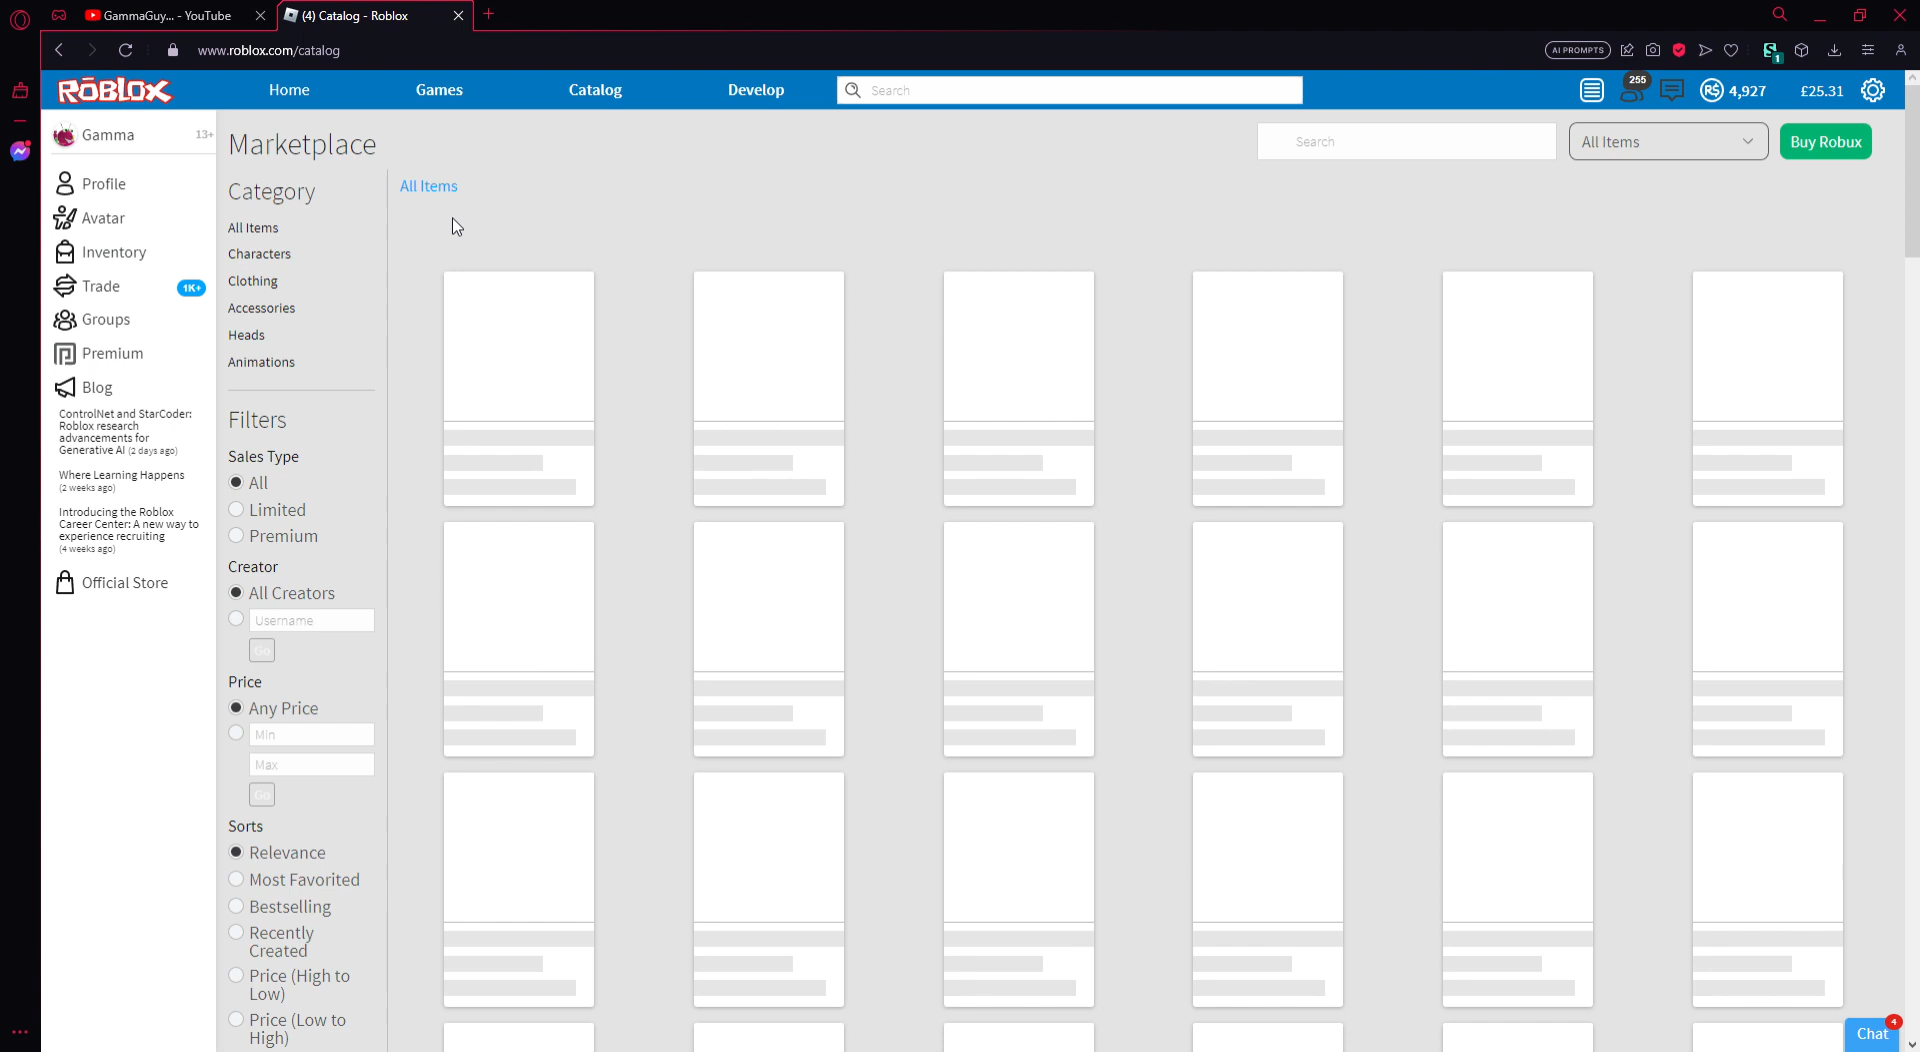 GammaGuy... - YouTube
(4) Catalog - Roblox
www.roblox.com/catalog
AI PROMPTS
1
ROBLOX
Home
Games
Catalog
Develop
Search
255
R$ 4,927
£25.31
Gamma
13+
Profile
Avatar
Inventory
Trade
1K+
Groups
Premium
Blog
ControlNet and StarCoder:
Roblox research
advancements for
Generative AI (2 days ago)
Where Learning Happens
(2 weeks ago)
Introducing the Roblox
Career Center: A new way to
experience recruiting
(4 weeks ago)
Official Store
Marketplace
Search
All Items
Buy Robux
Category
All Items
Characters
Clothing
Accessories
Heads
Animations
Filters
Sales Type
All
Limited
Premium
Creator
All Creators
Username
Go
Price
Any Price
Min
Max
Go
Sorts
Relevance
Most Favorited
Bestselling
Recently
Created
Price (High to
Low)
Price (Low to
High)
All Items
Chat
4